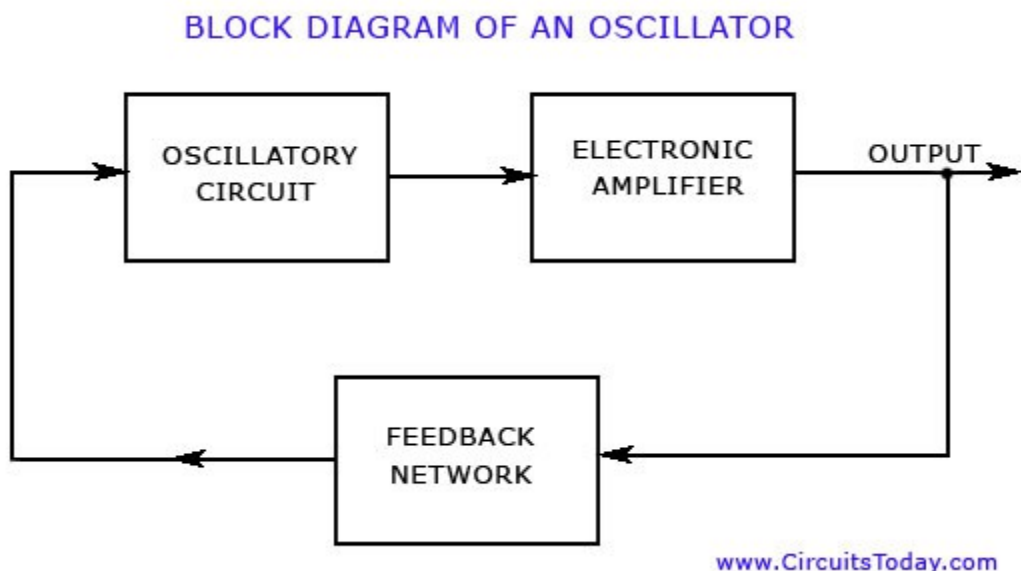 BLOCK DIAGRAM OF AN OSCILLATOR
OSCILLATORY
CIRCUIT
ELECTRONIC
AMPLIFIER
OUTPUT
FEEDBACK
NETWORK
www.CircuitsToday.com